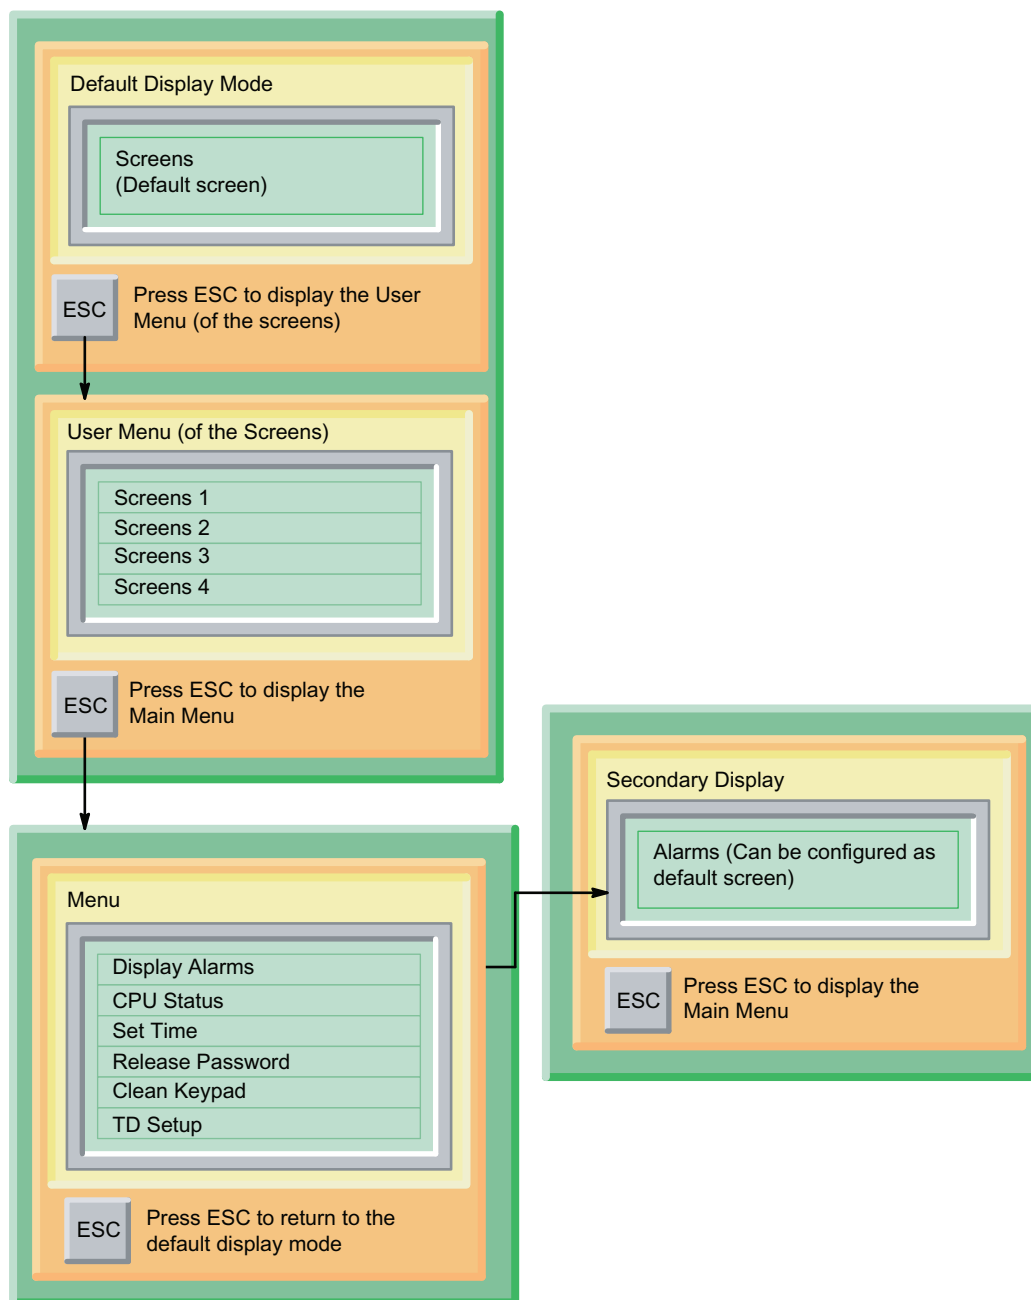 Default Display Mode
Screens
(Default screen)
ESC
Press ESC to display the User
Menu (of the screens)
User Menu (of the Screens)
Screens 1
Screens 2
Screens 3
Screens 4
ESC
Press ESC to display the
Main Menu
Menu
Display Alarms
CPU Status
Set Time
Release Password
Clean Keypad
TD Setup
ESC
Press ESC to return to the
default display mode
Secondary Display
Alarms (Can be configured as
default screen)
ESC
Press ESC to display the
Main Menu